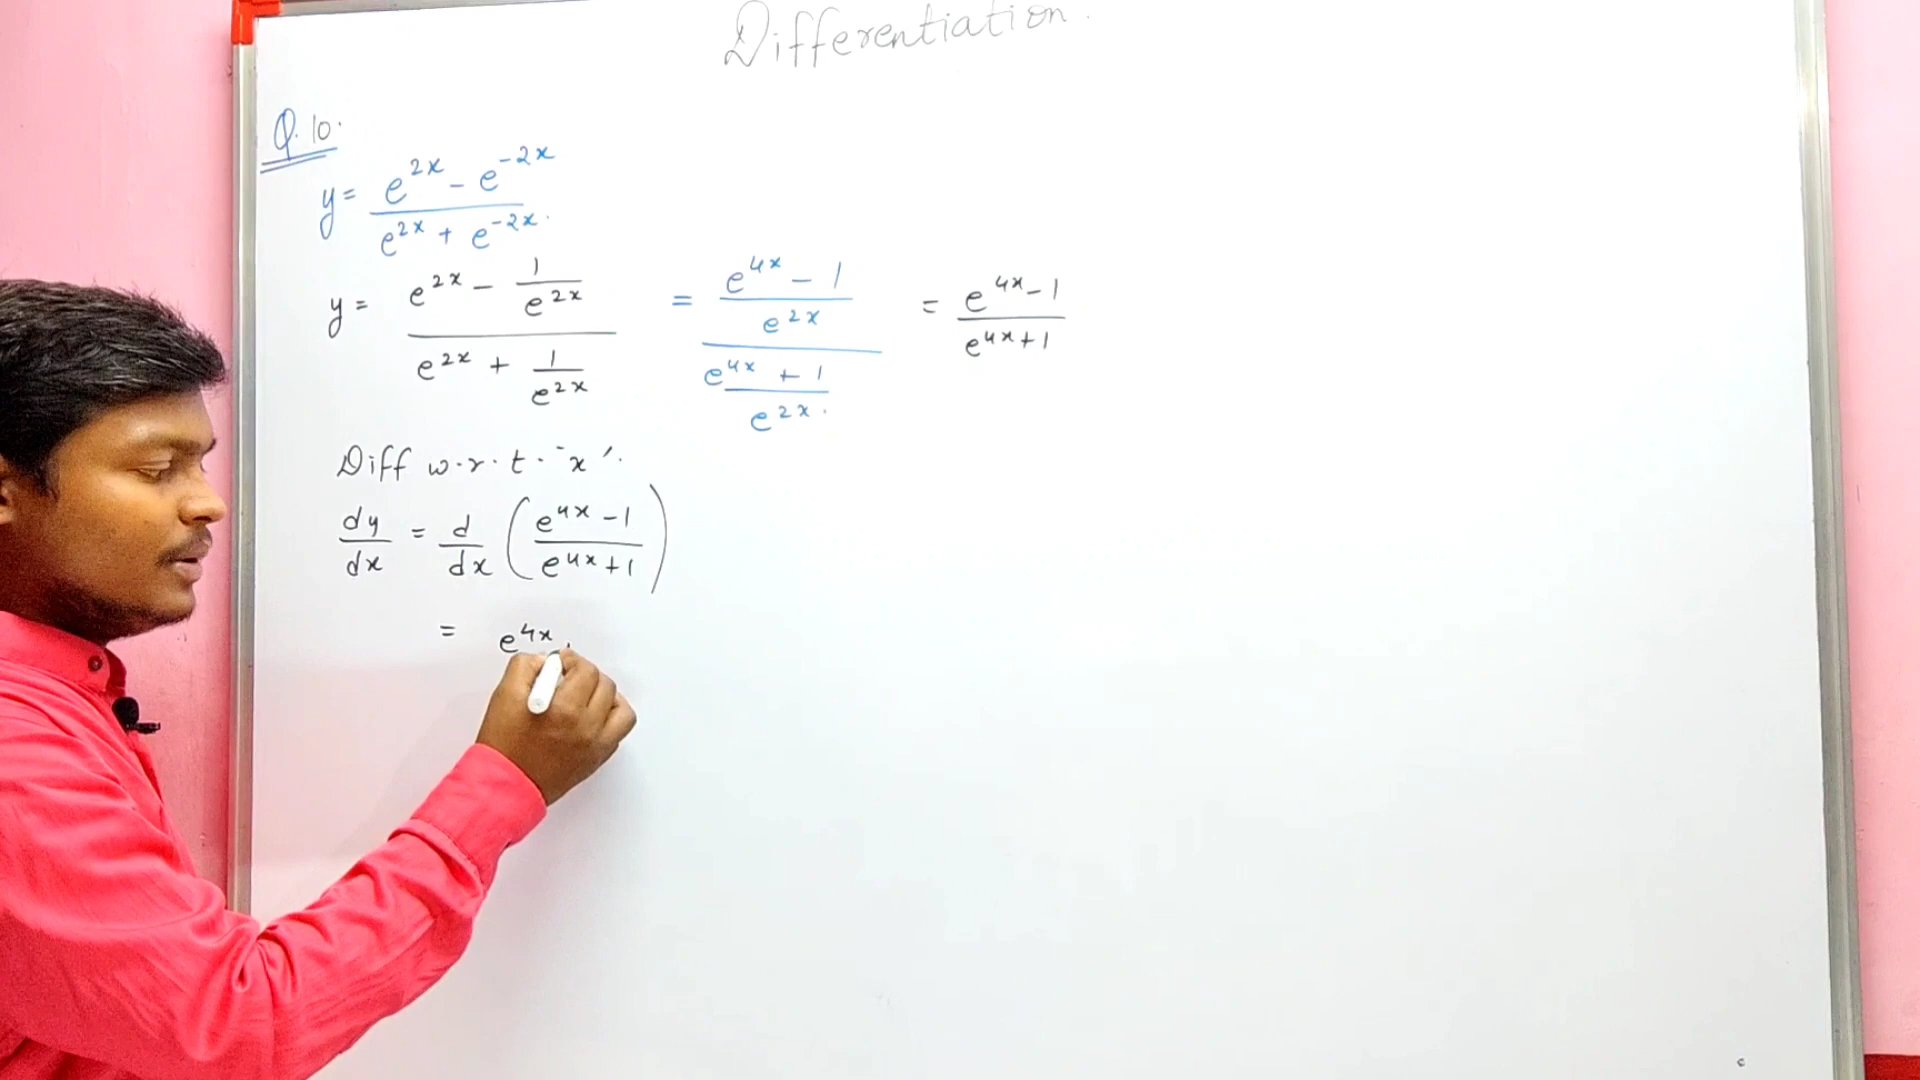 Differentiation.
Q.10.
y = (e^{2x} - e^{-2x}) / (e^{2x} + e^{-2x}).
y = (e^{2x} - 1/e^{2x}) / (e^{2x} + 1/e^{2x}) = ((e^{4x} - 1)/e^{2x}) / ((e^{4x} + 1)/e^{2x}). = (e^{4x} - 1)/(e^{4x} + 1)
Diff w.r.t. 'x'.
dy/dx = d/dx ((e^{4x} - 1)/(e^{4x} + 1))
= e^{4x}